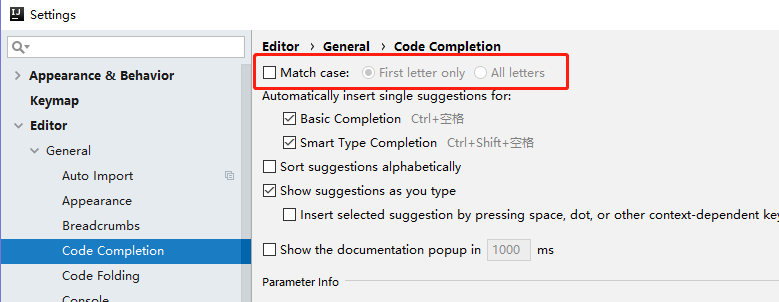 IJ Settings
Editor › General › Code Completion
Appearance & Behavior
Match case: First letter only All letters
Keymap
Automatically insert single suggestions for:
Editor
Basic Completion Ctrl+空格
General
Smart Type Completion Ctrl+Shift+空格
Auto Import
Sort suggestions alphabetically
Appearance
Show suggestions as you type
Breadcrumbs
Insert selected suggestion by pressing space, dot, or other context-dependent ke
Code Completion
Show the documentation popup in 1000 ms
Code Folding
Parameter Info
Console